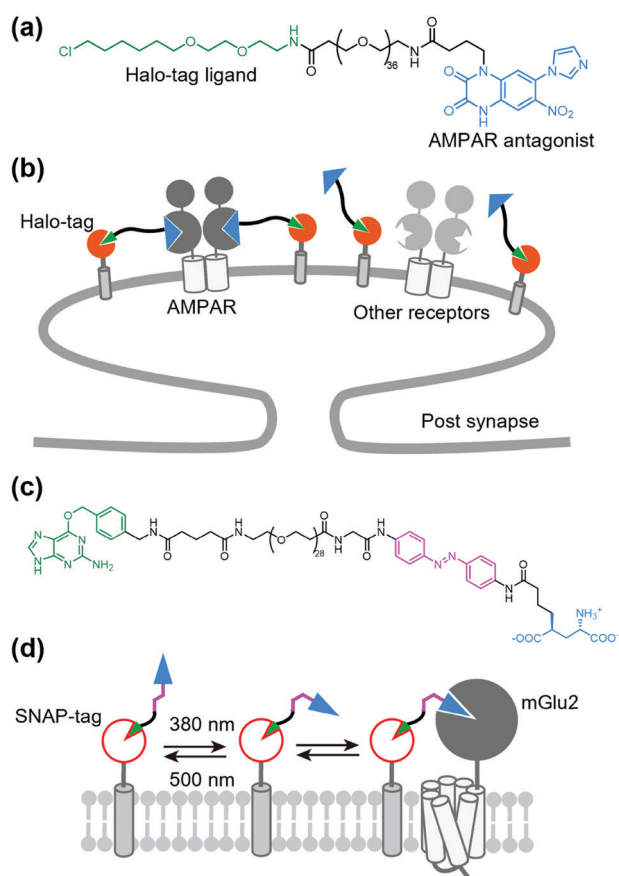 (a)
Cl
O
O
H
N
O
O
36
N
H
O
N
N
N
O
O
N
H
NO₂
Halo-tag ligand
AMPAR antagonist
(b)
Halo-tag
AMPAR
Other receptors
Post synapse
(c)
O
N
N
N
H
N
NH₂
N
H
O
O
H
N
O
28
O
N
H
O
H
N
N
N
N
H
O
NH₃⁺
⁻OOC
COO⁻
(d)
SNAP-tag
380 nm
500 nm
mGlu2